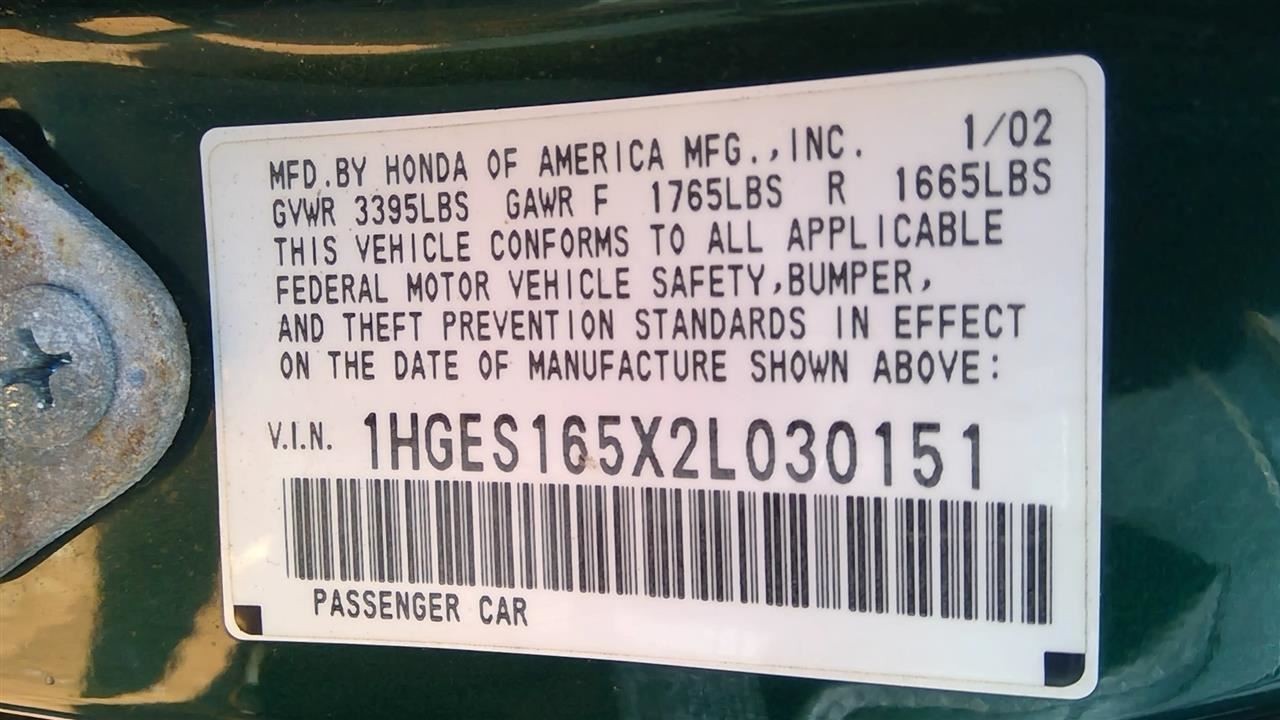 MFD.BY HONDA OF AMERICA MFG.,INC. 1/02
GVWR 3395LBS GAWR F 1765LBS R 1665LBS
THIS VEHICLE CONFORMS TO ALL APPLICABLE
FEDERAL MOTOR VEHICLE SAFETY,BUMPER,
AND THEFT PREVENTION STANDARDS IN EFFECT
ON THE DATE OF MANUFACTURE SHOWN ABOVE:
V.I.N. 1HGES165X2L030151
PASSENGER CAR